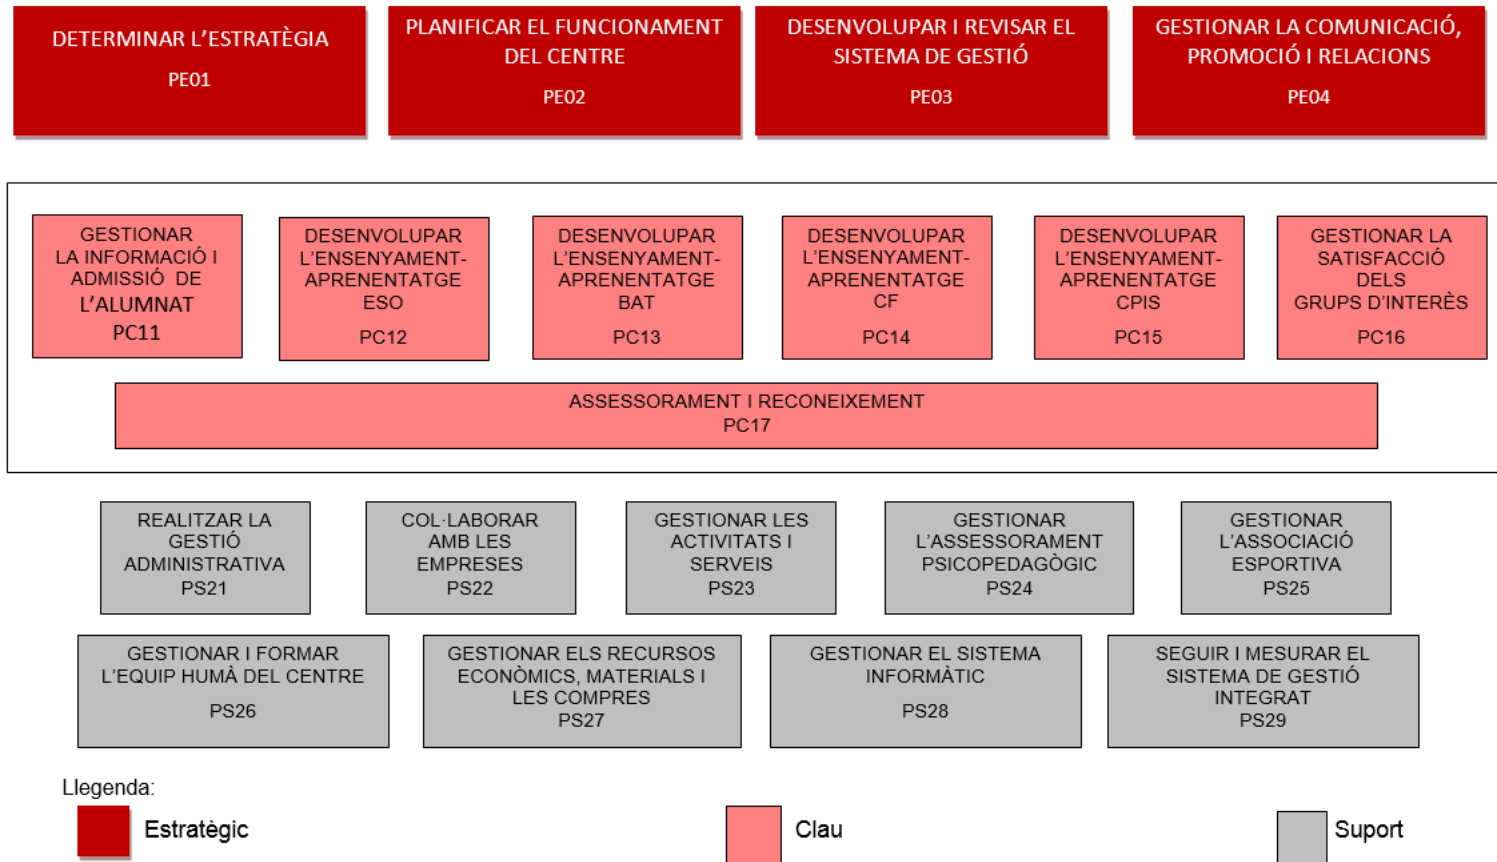 DETERMINAR L'ESTRATÈGIA
PE01
PLANIFICAR EL FUNCIONAMENT
DEL CENTRE
PE02
DESENVOLUPAR I REVISAR EL
SISTEMA DE GESTIÓ
PE03
GESTIONAR LA COMUNICACIÓ,
PROMOCIÓ I RELACIONS
PE04
GESTIONAR
LA INFORMACIÓ I
ADMISSIÓ DE
L'ALUMNAT
PC11
DESENVOLUPAR
L'ENSENYAMENT-
APRENENTATGE
ESO
PC12
DESENVOLUPAR
L'ENSENYAMENT-
APRENENTATGE
BAT
PC13
DESENVOLUPAR
L'ENSENYAMENT-
APRENENTATGE
CF
PC14
DESENVOLUPAR
L'ENSENYAMENT-
APRENENTATGE
CPIS
PC15
GESTIONAR LA
SATISFACCIÓ
DELS
GRUPS D'INTERÈS
PC16
ASSESSORAMENT I RECONEIXEMENT
PC17
REALITZAR LA
GESTIÓ
ADMINISTRATIVA
PS21
COL·LABORAR
AMB LES
EMPRESES
PS22
GESTIONAR LES
ACTIVITATS I
SERVEIS
PS23
GESTIONAR
L'ASSESSORAMENT
PSICOPEDAGÒGIC
PS24
GESTIONAR
L'ASSOCIACIÓ
ESPORTIVA
PS25
GESTIONAR I FORMAR
L'EQUIP HUMÀ DEL CENTRE
PS26
GESTIONAR ELS RECURSOS
ECONÒMICS, MATERIALS I
LES COMPRES
PS27
GESTIONAR EL SISTEMA
INFORMÀTIC
PS28
SEGUIR I MESURAR EL
SISTEMA DE GESTIÓ
INTEGRAT
PS29
Llegenda:
Estratègic
Clau
Suport